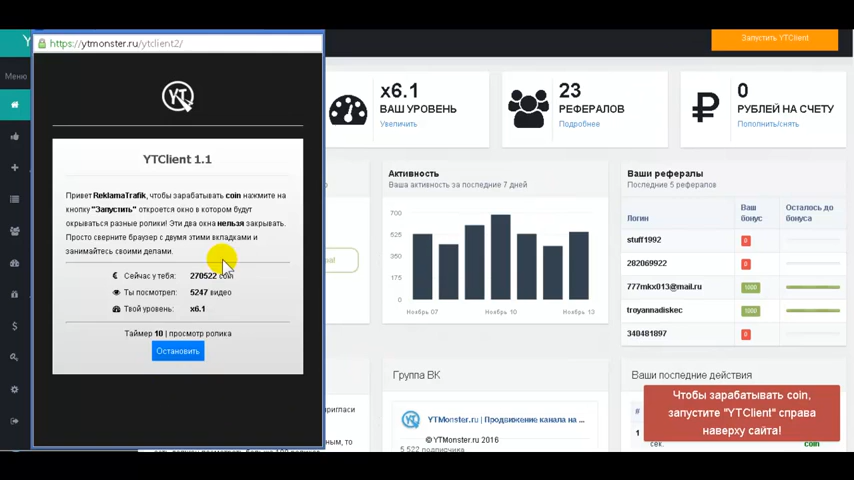 https://ytmonster.ru/ytclient2/
Меню
YT
YTClient 1.1
Привет ReklamaTrafik, чтобы зарабатывать coin нажмите на
кнопку "Запустить" откроется окно в котором будут
окрываться разные ролики! Эти два окна нельзя закрывать.
Просто сверните браузер с двумя этими вкладками и
занимайтесь своими делами.
Сейчас у тебя: 270522 coin
Ты посмотрел: 5247 видео
Твой уровень: x6.1
Таймер 10 | просмотр ролика
Остановить
Запустить YTClient
x6.1
ВАШ УРОВЕНЬ
Увеличить
23
РЕФЕРАЛОВ
Подробнее
0
РУБЛЕЙ НА СЧЕТУ
Пополнить/снять
Активность
Ваша активность за последние 7 дней
700
525
350
175
0
Ноябрь 07
Ноябрь 10
Ноябрь 13
Ваши рефералы
Последние 5 рефералов
Логин
Ваш бонус
Осталось до бонуса
stuff1992 0
282069922 0
777mkx013@mail.ru 1000
troyannadiskec 1000
340481897 0
Группа ВК
YTMonster.ru | Продвижение канала на ...
© YTMonster.ru 2016
5 522 подписчика
Ваши последние действия
#
1
сек.
coin
Чтобы зарабатывать coin,
запустите "YTClient" справа
наверху сайта!